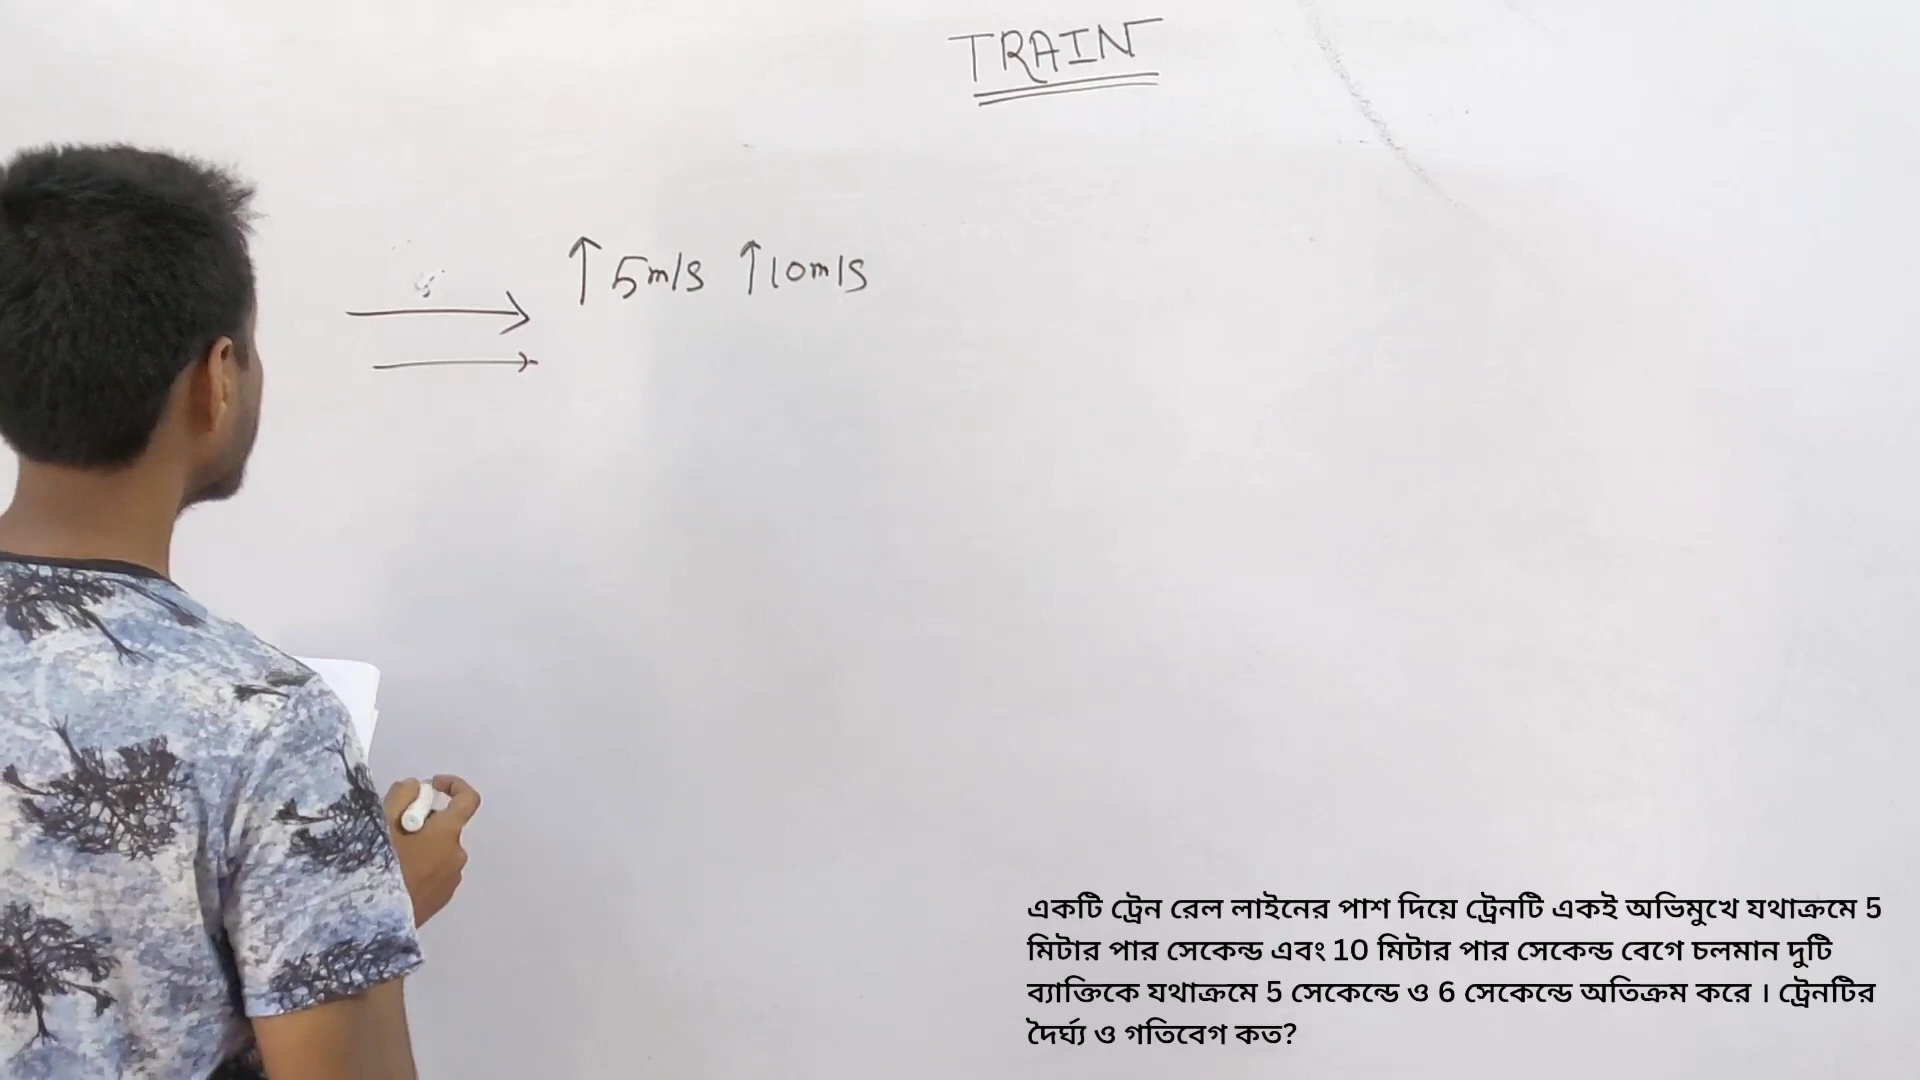 TRAIN
↑ 5m/s ↑10m/s
একটি ট্রেন রেল লাইনের পাশ দিয়ে ট্রেনটি একই অভিমুখে যথাক্রমে 5
মিটার পার সেকেন্ড এবং 10 মিটার পার সেকেন্ড বেগে চলমান দুটি
ব্যাক্তিকে যথাক্রমে 5 সেকেন্ডে ও 6 সেকেন্ডে অতিক্রম করে । ট্রেনটির
দৈর্ঘ্য ও গতিবেগ কত?